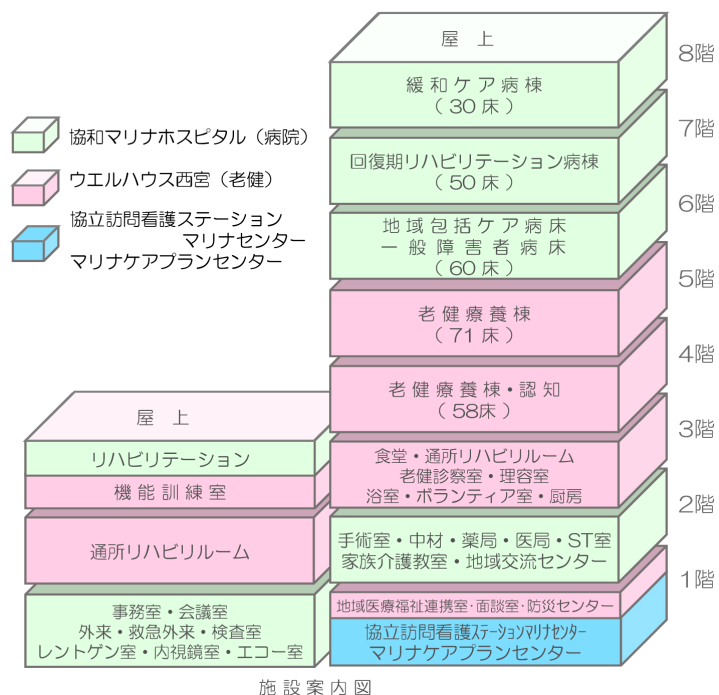 協和マリナホスピタル（病院）
ウエルハウス西宮（老健）
協立訪問看護ステーション
マリナセンター
マリナケアプランセンター
屋 上
8階
緩和ケア病棟
（30床）
7階
回復期リハビリテーション病棟
（50床）
6階
地域包括ケア病床
一般障害者病床
（60床）
5階
老健療養棟
（71床）
4階
老健療養棟・認知
（58床）
3階
食堂・通所リハビリルーム
老健診察室・理容室
浴室・ボランティア室・厨房
2階
手術室・中材・薬局・医局・ST室
家族介護教室・地域交流センター
1階
地域医療福祉連携室・面談室・防災センター
協立訪問看護ステーションマリナセンター
マリナケアプランセンター
屋 上
リハビリテーション
機能訓練室
通所リハビリルーム
事務室・会議室
外来・救急外来・検査室
レントゲン室・内視鏡室・エコー室
施設案内図